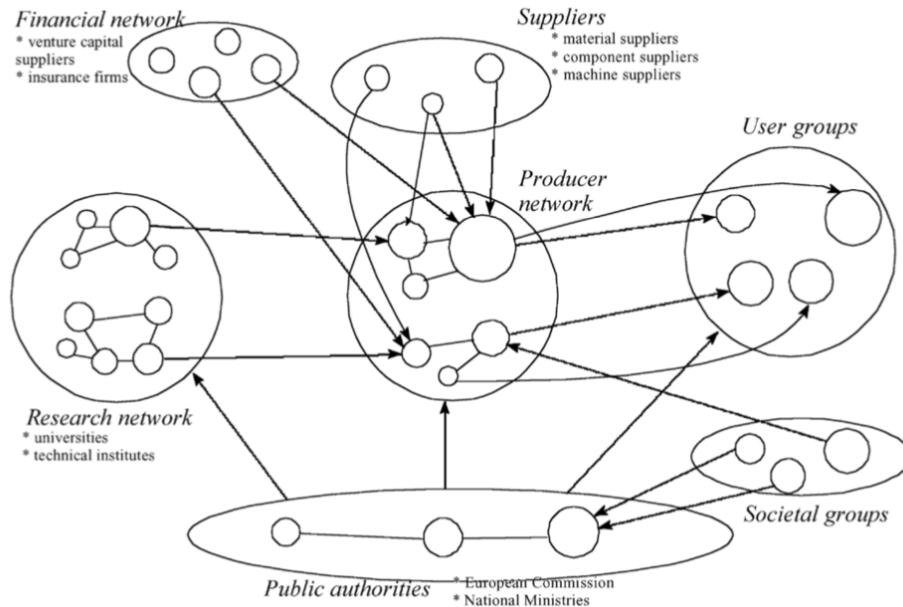 Financial network
* venture capital
suppliers
* insurance firms
Suppliers
* material suppliers
* component suppliers
* machine suppliers
User groups
Producer
network
Research network
* universities
* technical institutes
Societal groups
Public authorities
* European Commission
* National Ministries